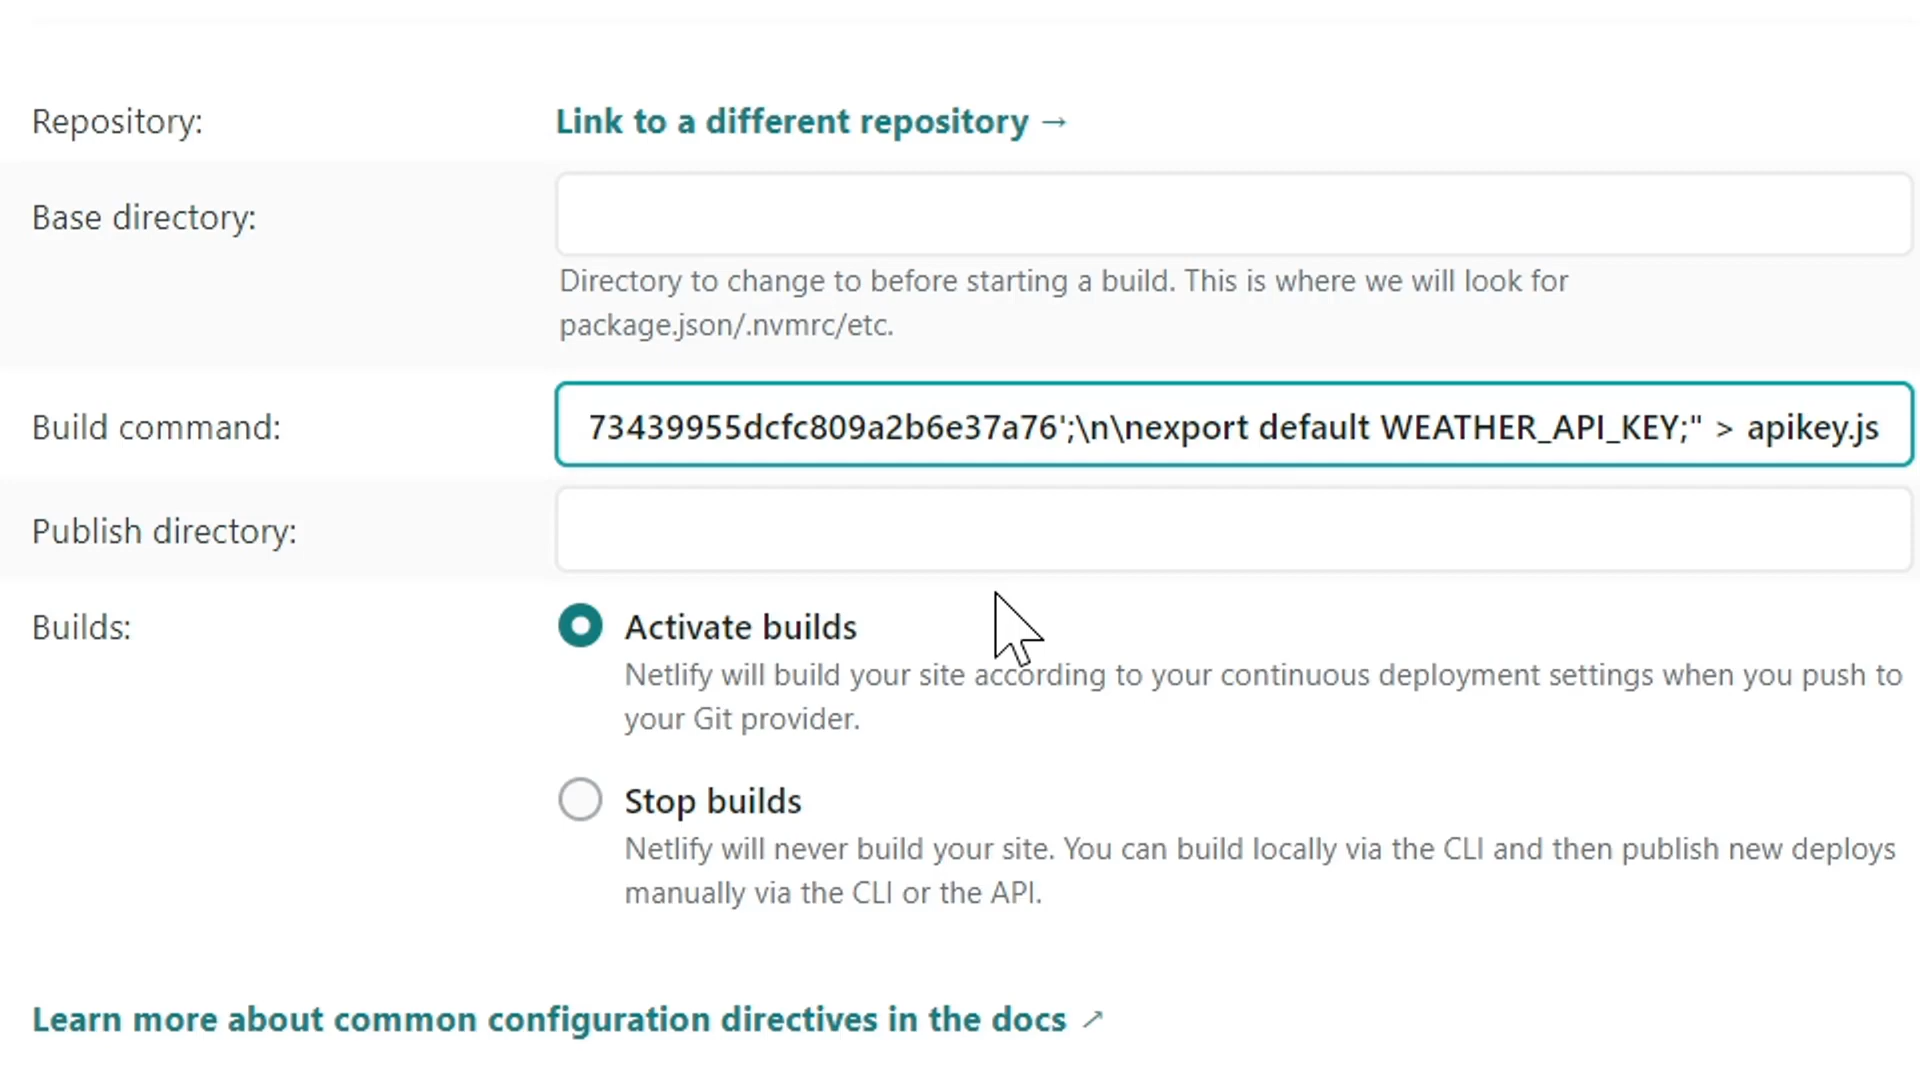 Repository:
Link to a different repository →
Base directory:
Directory to change to before starting a build. This is where we will look for
package.json/.nvmrc/etc.
Build command:
73439955dcfc809a2b6e37a76';\n\nexport default WEATHER_API_KEY;" > apikey.js
Publish directory:
Builds:
Activate builds
Netlify will build your site according to your continuous deployment settings when you push to
your Git provider.
Stop builds
Netlify will never build your site. You can build locally via the CLI and then publish new deploys
manually via the CLI or the API.
Learn more about common configuration directives in the docs ↗